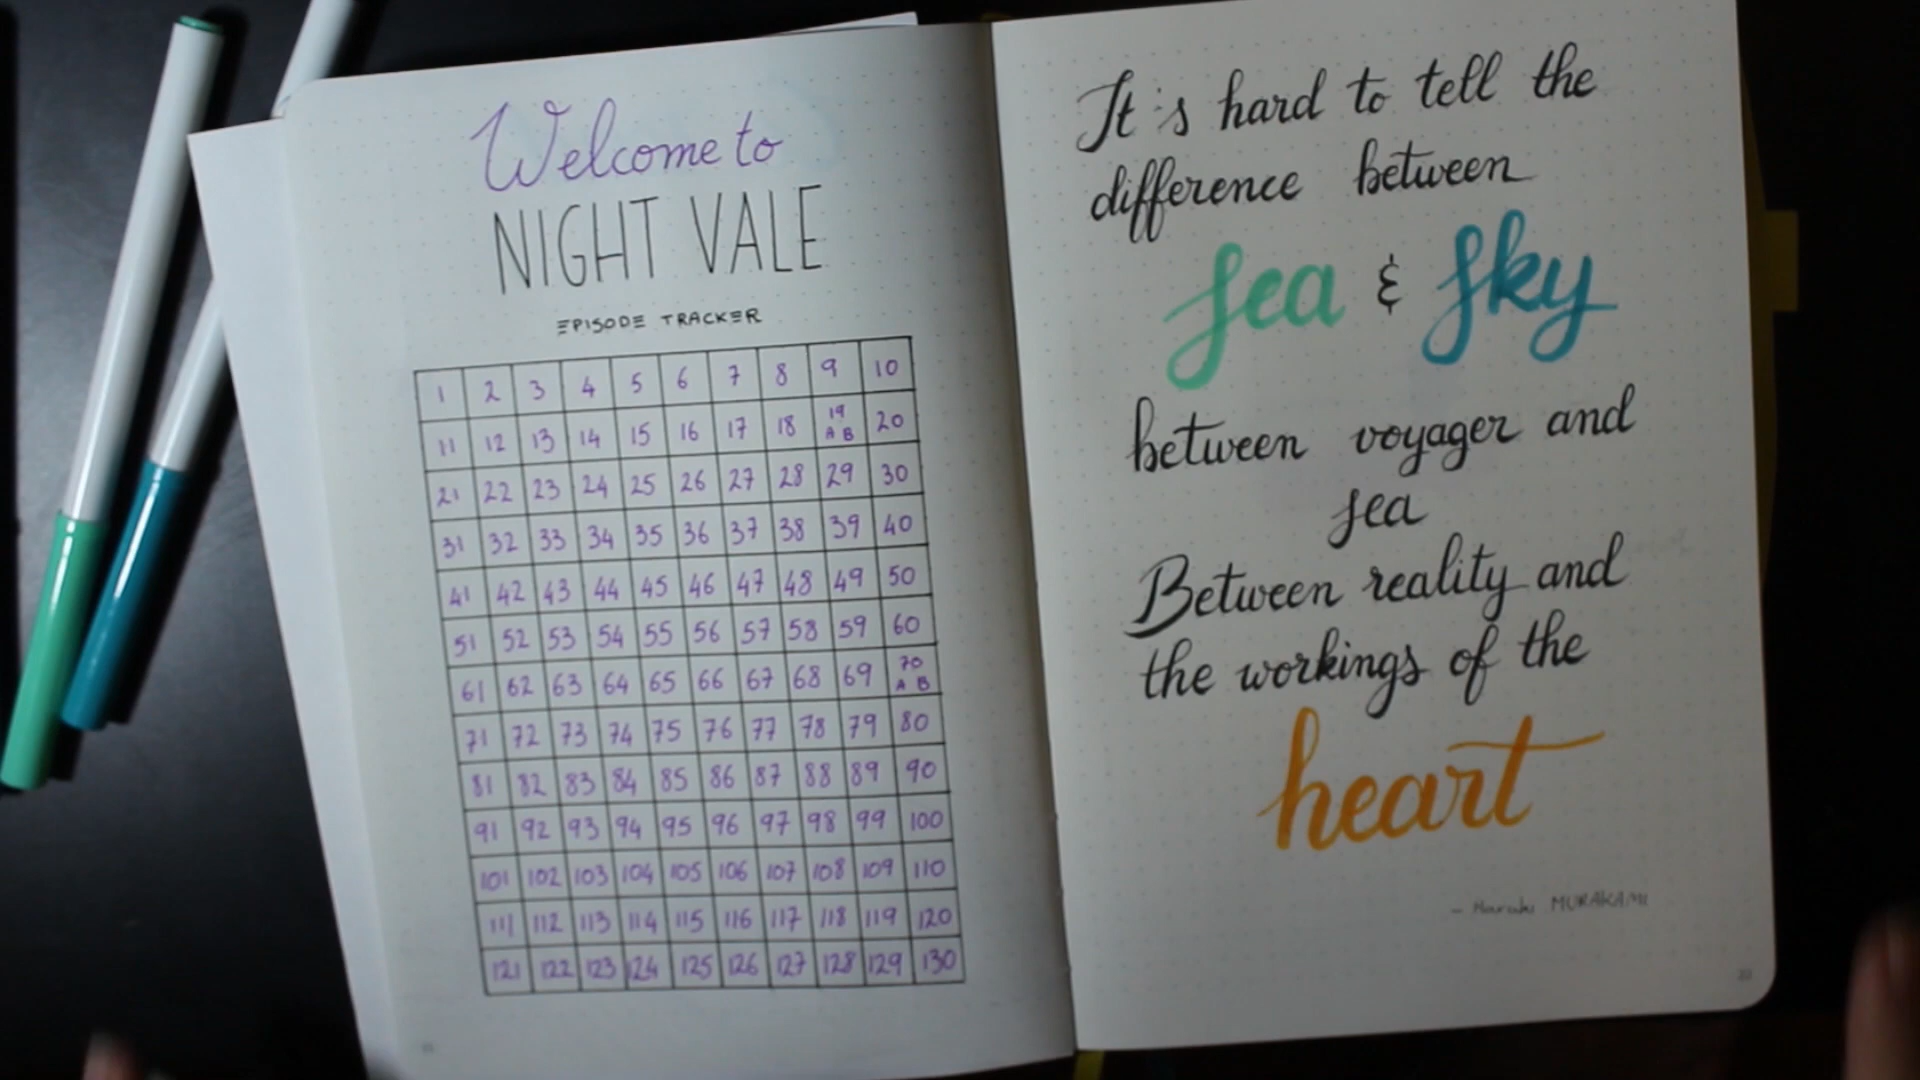 Welcome to
NIGHT VALE
EPISODE TRACKER
1 2 3 4 5 6 7 8 9 10
11 12 13 14 15 16 17 18 19 A B 20
21 22 23 24 25 26 27 28 29 30
31 32 33 34 35 36 37 38 39 40
41 42 43 44 45 46 47 48 49 50
51 52 53 54 55 56 57 58 59 60
61 62 63 64 65 66 67 68 69 70 A B
71 72 73 74 75 76 77 78 79 80
81 82 83 84 85 86 87 88 89 90
91 92 93 94 95 96 97 98 99 100
101 102 103 104 105 106 107 108 109 110
111 112 113 114 115 116 117 118 119 120
121 122 123 124 125 126 127 128 129 130
It's hard to tell the
difference between
sea & sky
between voyager and
sea
Between reality and
the workings of the
heart
- Haruki MURAKAMI